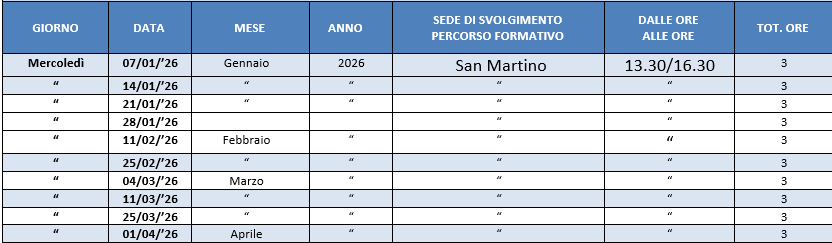 GIORNO DATA MESE ANNO SEDE DI SVOLGIMENTO PERCORSO FORMATIVO DALLE ORE ALLE ORE TOT. ORE
Mercoledì 07/01/'26 Gennaio 2026 San Martino 13.30/16.30 3
“ 14/01/'26 “ “ “ “ 3
“ 21/01/'26 “ “ “ “ 3
“ 28/01/'26 “ “ 3
“ 11/02/'26 Febbraio “ “ “ 3
“ 25/02/'26 “ “ “ “ 3
“ 04/03/'26 Marzo “ “ “ 3
“ 11/03/'26 “ “ “ “ 3
“ 25/03/'26 “ “ “ “ 3
“ 01/04/'26 Aprile “ “ “ 3